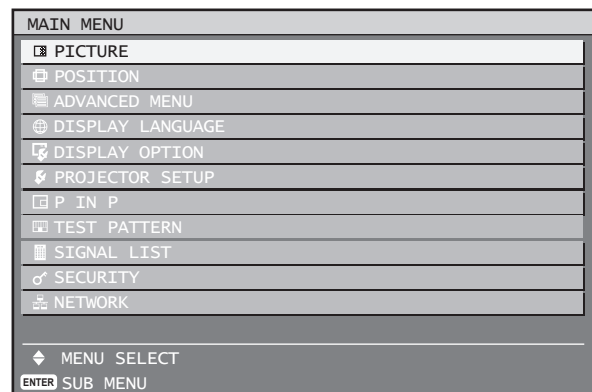 MAIN MENU
PICTURE
POSITION
ADVANCED MENU
DISPLAY LANGUAGE
DISPLAY OPTION
PROJECTOR SETUP
P IN P
TEST PATTERN
SIGNAL LIST
SECURITY
NETWORK
MENU SELECT
ENTER SUB MENU